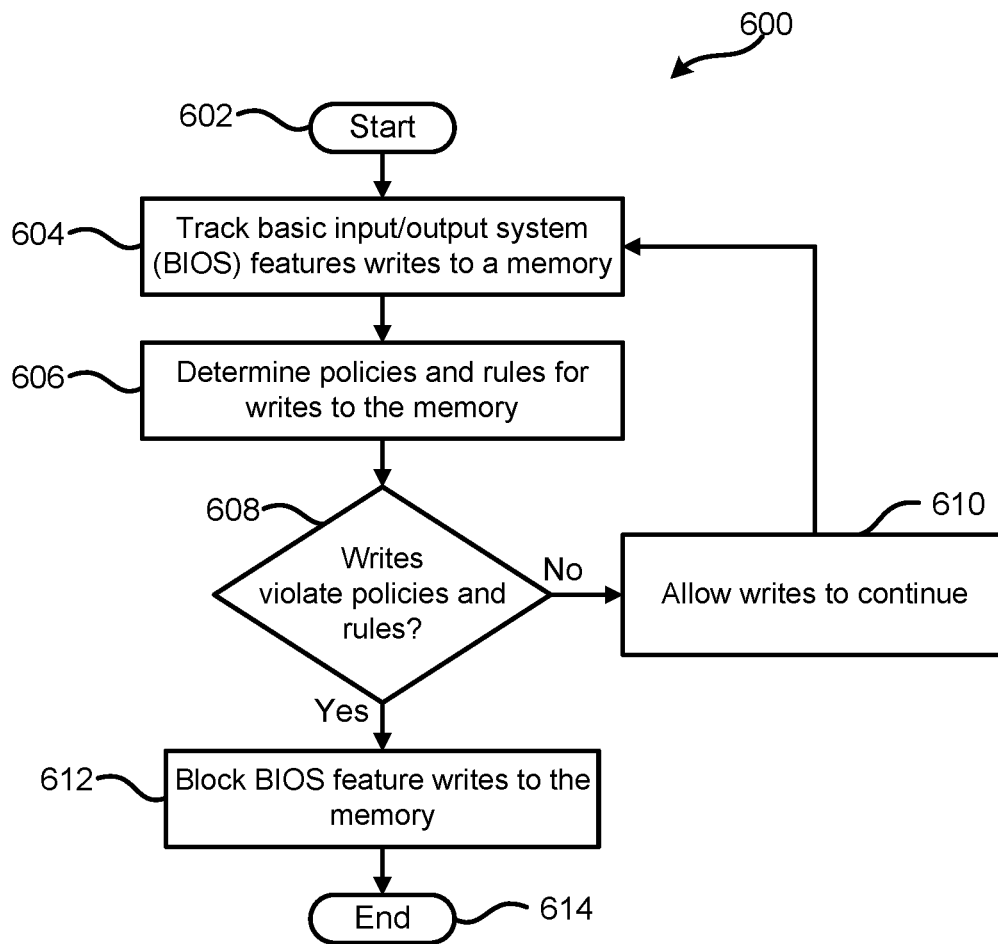 600
602
Start
604
Track basic input/output system
(BIOS) features writes to a memory
606
Determine policies and rules for
writes to the memory
608
Writes
violate policies and
rules?
No
610
Allow writes to continue
Yes
612
Block BIOS feature writes to the
memory
End
614